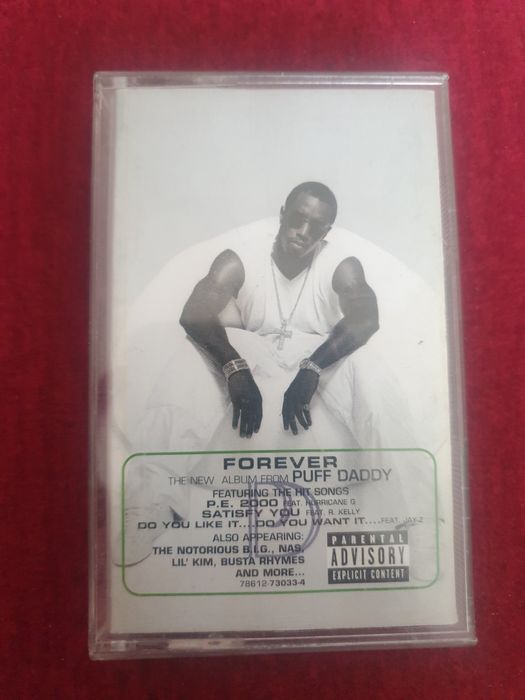 FOREVER
THE NEW ALBUM FROM PUFF DADDY
FEATURING THE HIT SONGS
P.E. 2000 FEAT. HURRICANE G
SATISFY YOU FEAT. R. KELLY
DO YOU LIKE IT....DO YOU WANT IT....FEAT. JAY-Z
ALSO APPEARING:
THE NOTORIOUS B.I.G., NAS,
LIL' KIM, BUSTA RHYMES
AND MORE...
78612-73033-4
PARENTAL
ADVISORY
EXPLICIT CONTENT